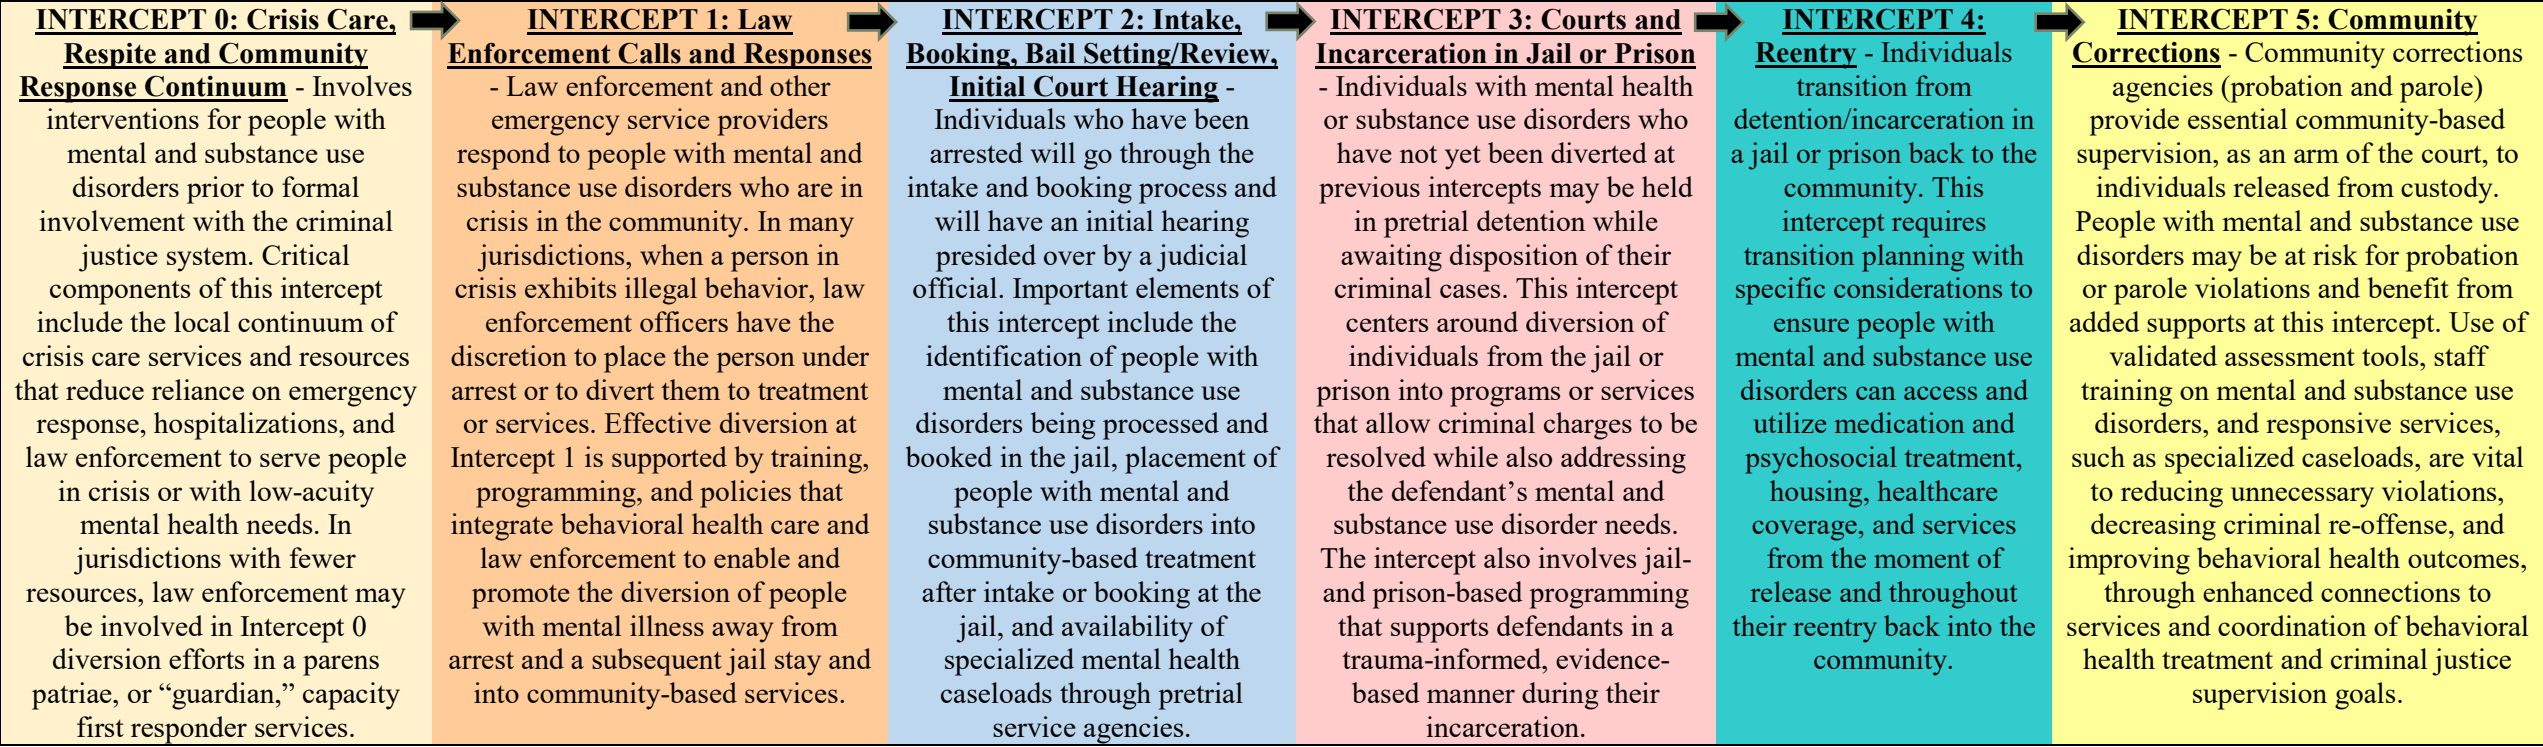 INTERCEPT 0: Crisis Care,
Respite and Community
Response Continuum - Involves
interventions for people with
mental and substance use
disorders prior to formal
involvement with the criminal
justice system. Critical
components of this intercept
include the local continuum of
crisis care services and resources
that reduce reliance on emergency
response, hospitalizations, and
law enforcement to serve people
in crisis or with low-acuity
mental health needs. In
jurisdictions with fewer
resources, law enforcement may
be involved in Intercept 0
diversion efforts in a parens
patriae, or “guardian,” capacity
first responder services.
INTERCEPT 1: Law
Enforcement Calls and Responses
- Law enforcement and other
emergency service providers
respond to people with mental and
substance use disorders who are in
crisis in the community. In many
jurisdictions, when a person in
crisis exhibits illegal behavior, law
enforcement officers have the
discretion to place the person under
arrest or to divert them to treatment
or services. Effective diversion at
Intercept 1 is supported by training,
programming, and policies that
integrate behavioral health care and
law enforcement to enable and
promote the diversion of people
with mental illness away from
arrest and a subsequent jail stay and
into community-based services.
INTERCEPT 2: Intake,
Booking, Bail Setting/Review,
Initial Court Hearing -
Individuals who have been
arrested will go through the
intake and booking process and
will have an initial hearing
presided over by a judicial
official. Important elements of
this intercept include the
identification of people with
mental and substance use
disorders being processed and
booked in the jail, placement of
people with mental and
substance use disorders into
community-based treatment
after intake or booking at the
jail, and availability of
specialized mental health
caseloads through pretrial
service agencies.
INTERCEPT 3: Courts and
Incarceration in Jail or Prison
- Individuals with mental health
or substance use disorders who
have not yet been diverted at
previous intercepts may be held
in pretrial detention while
awaiting disposition of their
criminal cases. This intercept
centers around diversion of
individuals from the jail or
prison into programs or services
that allow criminal charges to be
resolved while also addressing
the defendant’s mental and
substance use disorder needs.
The intercept also involves jail-
and prison-based programming
that supports defendants in a
trauma-informed, evidence-
based manner during their
incarceration.
INTERCEPT 4:
Reentry - Individuals
transition from
detention/incarceration in
a jail or prison back to the
community. This
intercept requires
transition planning with
specific considerations to
ensure people with
mental and substance use
disorders can access and
utilize medication and
psychosocial treatment,
housing, healthcare
coverage, and services
from the moment of
release and throughout
their reentry back into the
community.
INTERCEPT 5: Community
Corrections - Community corrections
agencies (probation and parole)
provide essential community-based
supervision, as an arm of the court, to
individuals released from custody.
People with mental and substance use
disorders may be at risk for probation
or parole violations and benefit from
added supports at this intercept. Use of
validated assessment tools, staff
training on mental and substance use
disorders, and responsive services,
such as specialized caseloads, are vital
to reducing unnecessary violations,
decreasing criminal re-offense, and
improving behavioral health outcomes,
through enhanced connections to
services and coordination of behavioral
health treatment and criminal justice
supervision goals.